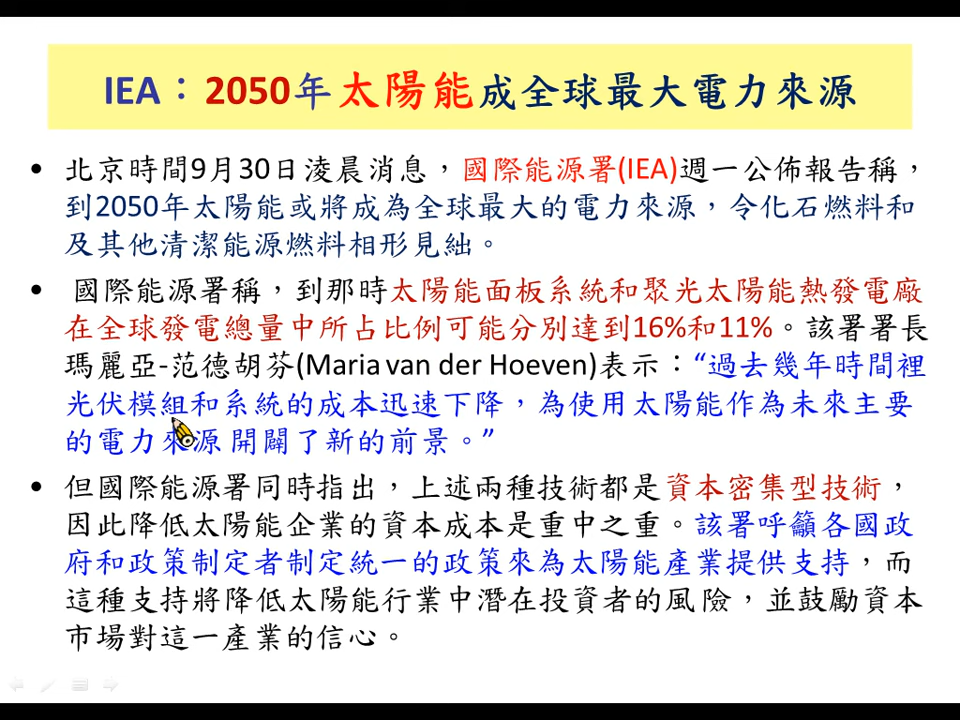 IEA：2050年太陽能成全球最大電力來源
• 北京時間9月30日淩晨消息，國際能源署(IEA)週一公佈報告稱，
到2050年太陽能或將成為全球最大的電力來源，令化石燃料和
及其他清潔能源燃料相形見絀。
• 國際能源署稱，到那時太陽能面板系統和聚光太陽能熱發電廠
在全球發電總量中所占比例可能分別達到16%和11%。該署署長
瑪麗亞-范德胡芬(Maria van der Hoeven)表示：“過去幾年時間裡
光伏模組和系統的成本迅速下降，為使用太陽能作為未來主要
的電力來源 開闢了新的前景。”
• 但國際能源署同時指出，上述兩種技術都是資本密集型技術，
因此降低太陽能企業的資本成本是重中之重。該署呼籲各國政
府和政策制定者制定統一的政策來為太陽能產業提供支持，而
這種支持將降低太陽能行業中潛在投資者的風險，並鼓勵資本
市場對這一產業的信心。